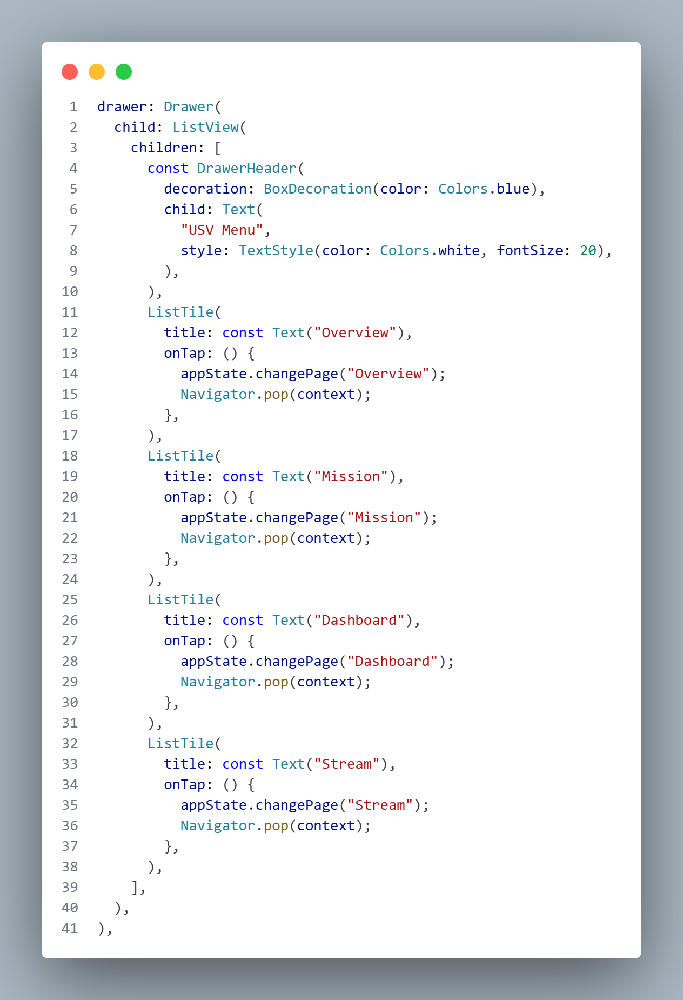 1 drawer: Drawer(
2   child: ListView(
3     children: [
4       const DrawerHeader(
5         decoration: BoxDecoration(color: Colors.blue),
6         child: Text(
7           "USV Menu",
8           style: TextStyle(color: Colors.white, fontSize: 20),
9         ),
10       ),
11       ListTile(
12         title: const Text("Overview"),
13         onTap: () {
14           appState.changePage("Overview");
15           Navigator.pop(context);
16         },
17       ),
18       ListTile(
19         title: const Text("Mission"),
20         onTap: () {
21           appState.changePage("Mission");
22           Navigator.pop(context);
23         },
24       ),
25       ListTile(
26         title: const Text("Dashboard"),
27         onTap: () {
28           appState.changePage("Dashboard");
29           Navigator.pop(context);
30         },
31       ),
32       ListTile(
33         title: const Text("Stream"),
34         onTap: () {
35           appState.changePage("Stream");
36           Navigator.pop(context);
37         },
38       ),
39     ],
40   ),
41 ),